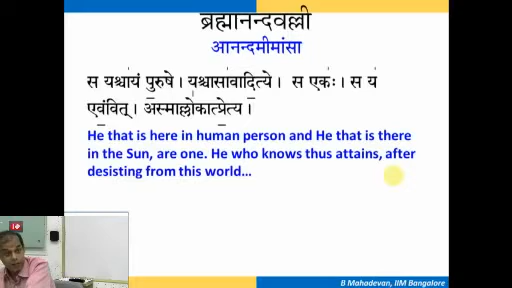 ब्रह्मानन्दवल्ली
आनन्दमीमांसा
स यश्चा॑यं पु॒रुषे । यश्चासा॑वादि॒त्ये । स एकः॑ । स य॑
एवं॒वित् । अस्माल्लो॑कात्प्रे॒त्य ।
He that is here in human person and He that is there
in the Sun, are one. He who knows thus attains, after
desisting from this world…
B Mahadevan, IIM Bangalore